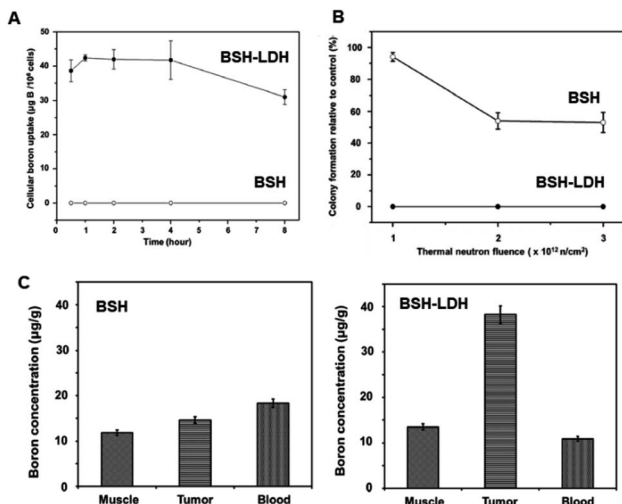 A
50
40
30
20
10
0
Cellular boron uptake (µg B /10⁶ cells)
BSH-LDH
BSH
0 1 2 3 4 5 6 7 8
Time (hour)
B
100
80
60
40
20
0
Colony formation relative to control (%)
BSH
BSH-LDH
1 2 3
Thermal neutron fluence ( x 10¹² n/cm²)
C
BSH
40
30
20
10
0
Boron concentration (µg/g)
Muscle Tumor Blood
BSH-LDH
40
30
20
10
0
Boron concentration (µg/g)
Muscle Tumor Blood